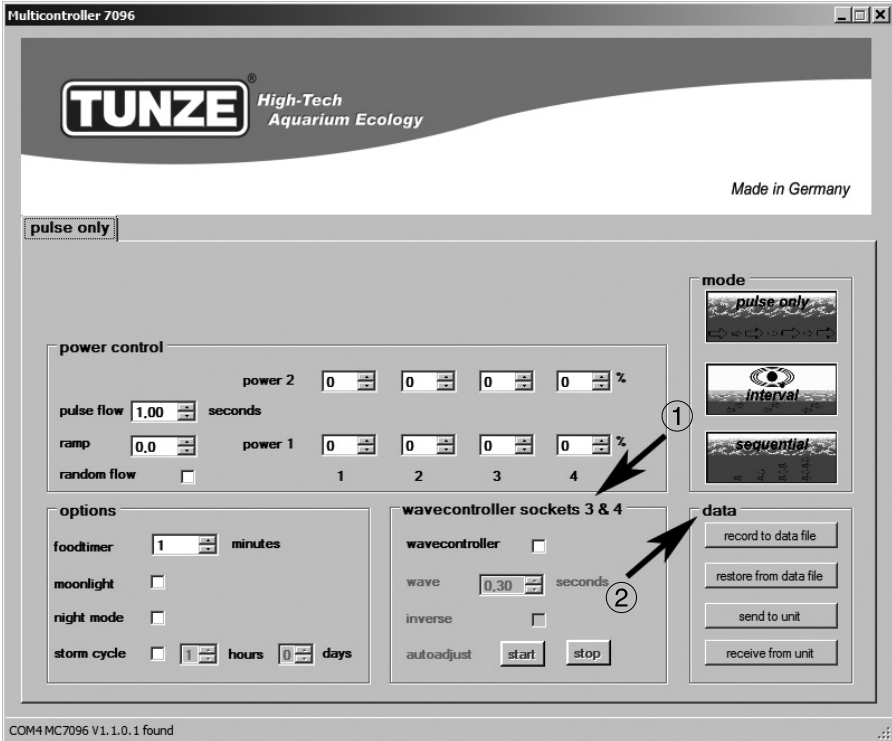 Multicontroller 7096
TUNZE® High-Tech
Aquarium Ecology
Made in Germany
pulse only
mode
pulse only
interval
sequential
power control
power 2 0 0 0 0 %
pulse flow 1,00 seconds
ramp 0,0 power 1 0 0 0 0 %
random flow 1 2 3 4
①
options
foodtimer 1 minutes
moonlight
night mode
storm cycle 1 hours 0 days
wavecontroller sockets 3 & 4
wavecontroller
wave 0,30 seconds
inverse
autoadjust start stop
②
data
record to data file
restore from data file
send to unit
receive from unit
COM4 MC7096 V1.1.0.1 found